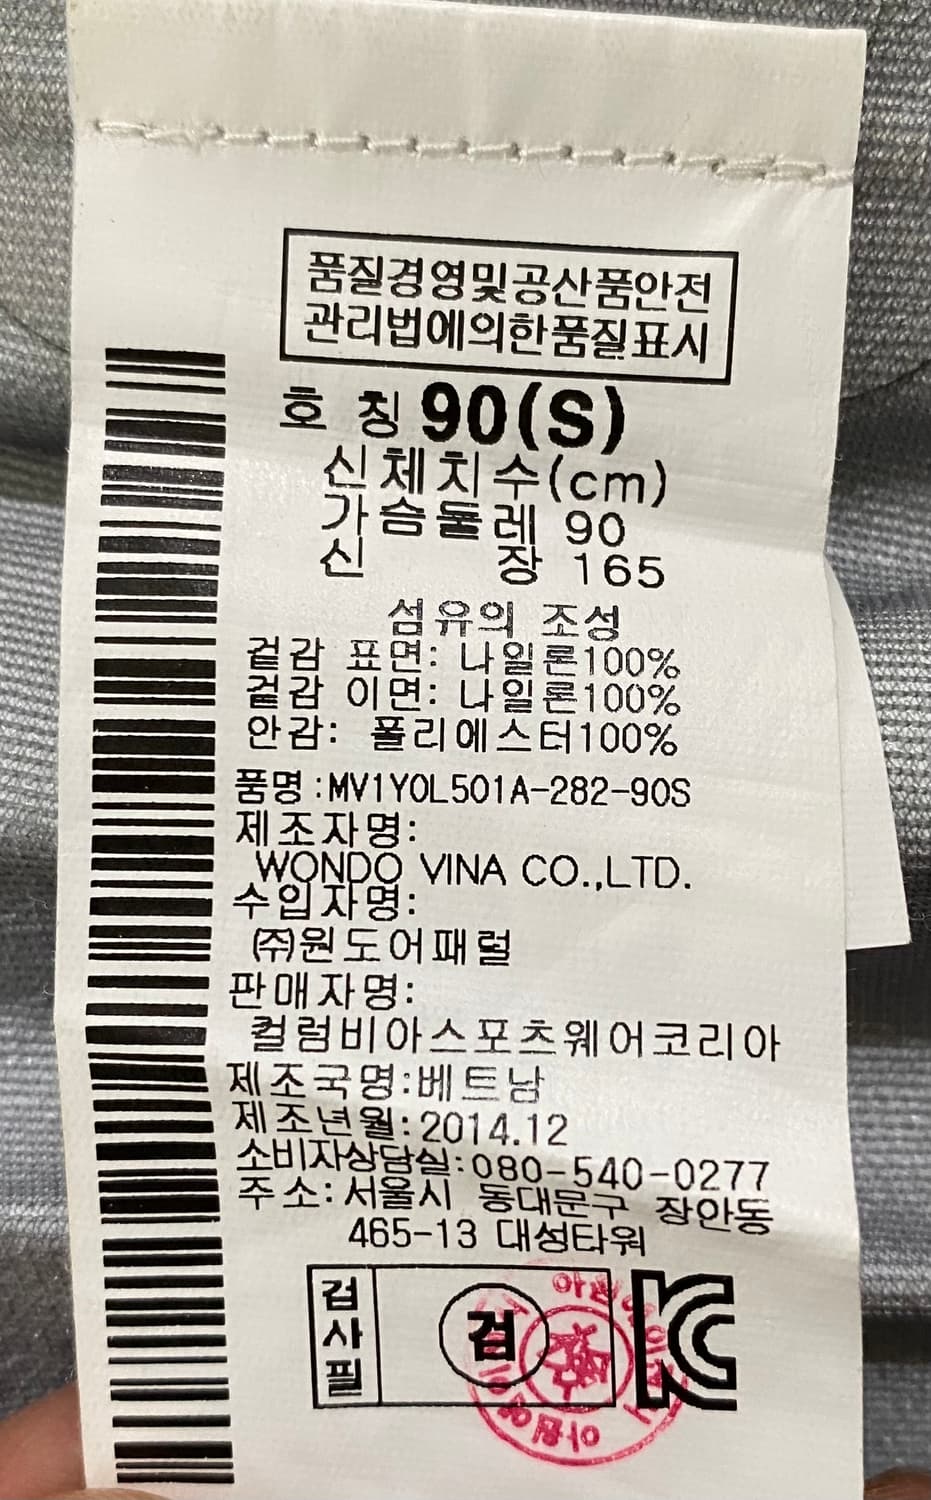 품질경영및공산품안전
관리법에의한품질표시
호 칭 90(S)
신체치수(cm)
가슴둘레 90
신 장 165
섬유의 조성
겉감 표면: 나일론100%
겉감 이면: 나일론100%
안감: 폴리에스터100%
품명:MV1Y0L501A-282-90S
제조자명:
WONDO VINA CO.,LTD.
수입자명:
(주)원도어패럴
판매자명:
컬럼비아스포츠웨어코리아
제조국명:베트남
제조년월:2014.12
소비자상담실:080-540-0277
주소:서울시 동대문구 장안동
465-13 대성타워
검사필
검
KC